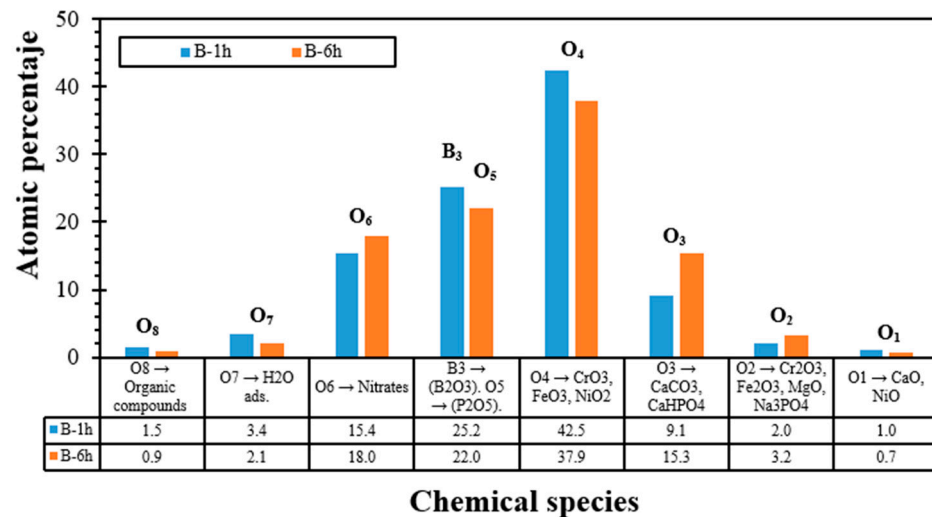 50
40
30
20
10
0
Atomic percentaje
B-1h B-6h
O₈
O₇
O₆
B₃
O₅
O₄
O₃
O₂
O₁
O8 → Organic compounds
O7 → H2O ads.
O6 → Nitrates
B3 → (B2O3). O5 → (P2O5).
O4 → CrO3, FeO3, NiO2
O3 → CaCO3, CaHPO4
O2 → Cr2O3, Fe2O3, MgO, Na3PO4
O1 → CaO, NiO
B-1h 1.5 3.4 15.4 25.2 42.5 9.1 2.0 1.0
B-6h 0.9 2.1 18.0 22.0 37.9 15.3 3.2 0.7
Chemical species